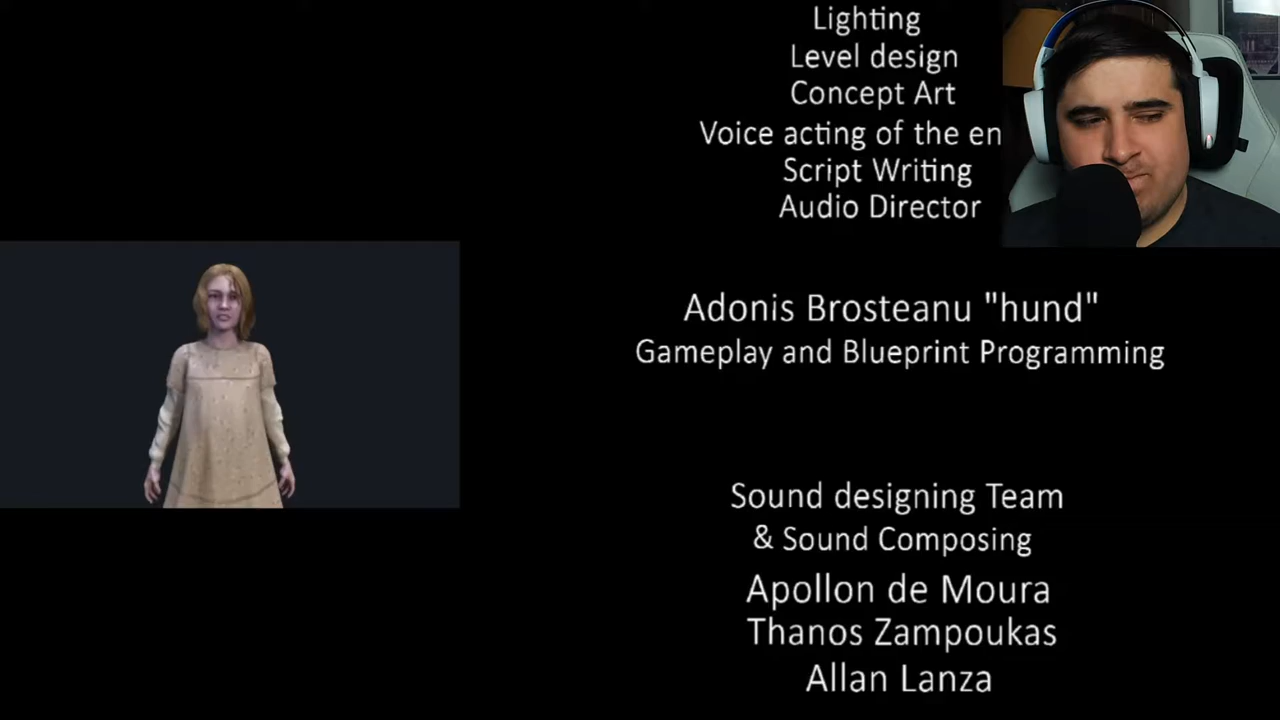 Lighting
Level design
Concept Art
Voice acting of the en
Script Writing
Audio Director
Adonis Brosteanu "hund"
Gameplay and Blueprint Programming
Sound designing Team
& Sound Composing
Apollon de Moura
Thanos Zampoukas
Allan Lanza